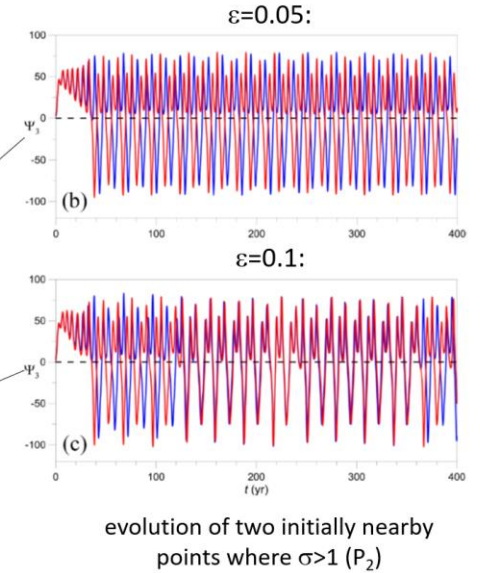 ε=0.05:
100
50
0
-50
-100
Ψ₃
(b)
0 100 200 300 400
ε=0.1:
100
50
0
-50
-100
Ψ₃
(c)
0 100 200 300 400
t (yr)
evolution of two initially nearby
points where σ>1 (P₂)